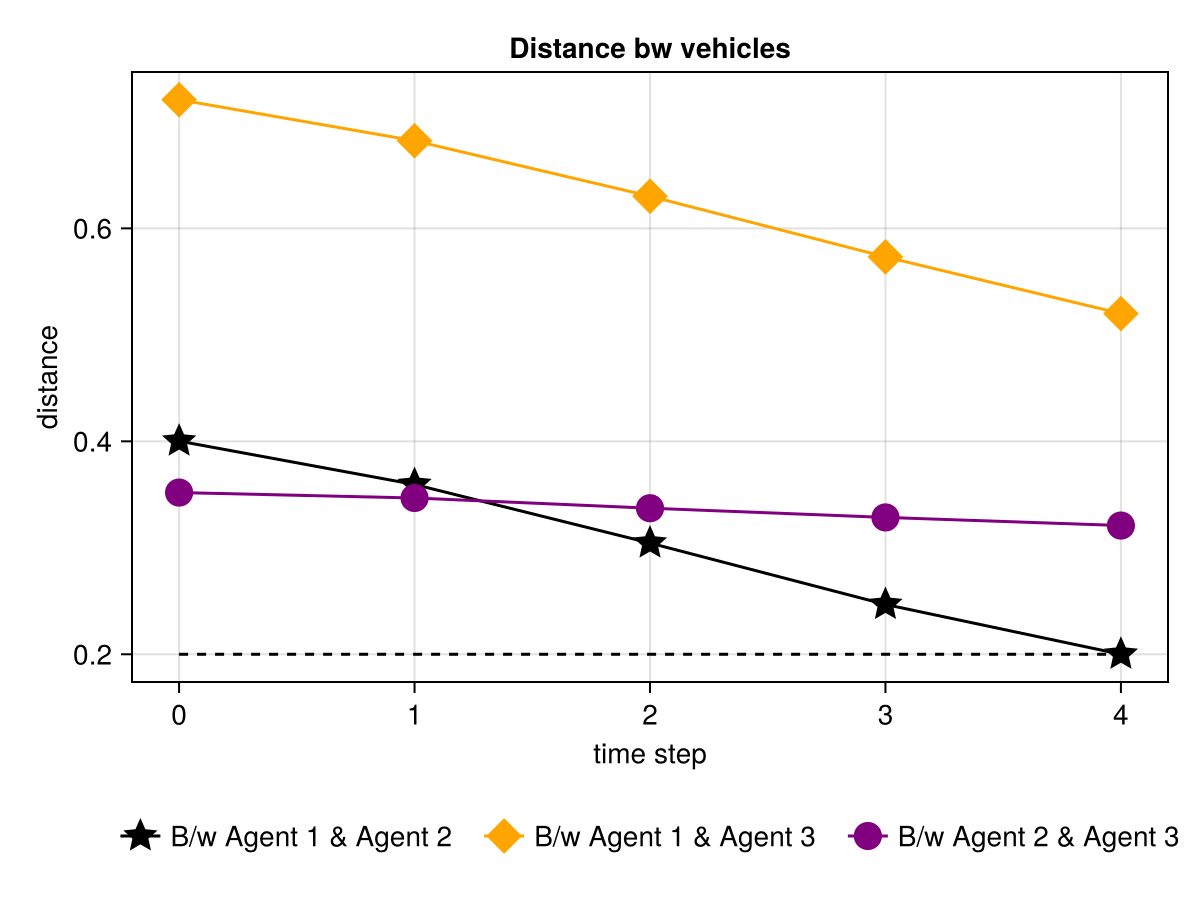 Distance bw vehicles
distance
0.6
0.4
0.2
0 1 2 3 4
time step
B/w Agent 1 & Agent 2 B/w Agent 1 & Agent 3 B/w Agent 2 & Agent 3